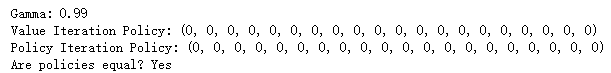 Gamma: 0.99
Value Iteration Policy: (0, 0, 0, 0, 0, 0, 0, 0, 0, 0, 0, 0, 0, 0, 0, 0, 0, 0, 0, 0)
Policy Iteration Policy: (0, 0, 0, 0, 0, 0, 0, 0, 0, 0, 0, 0, 0, 0, 0, 0, 0, 0, 0, 0)
Are policies equal? Yes